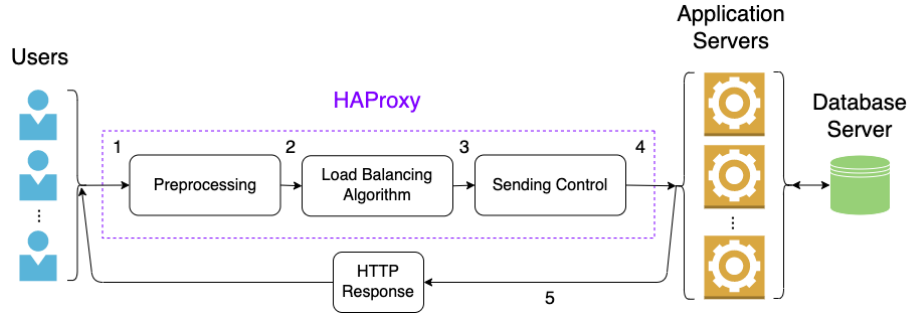 Users
HAProxy
Application
Servers
Database
Server
1
2
3
4
Preprocessing
Load Balancing
Algorithm
Sending Control
HTTP
Response
5